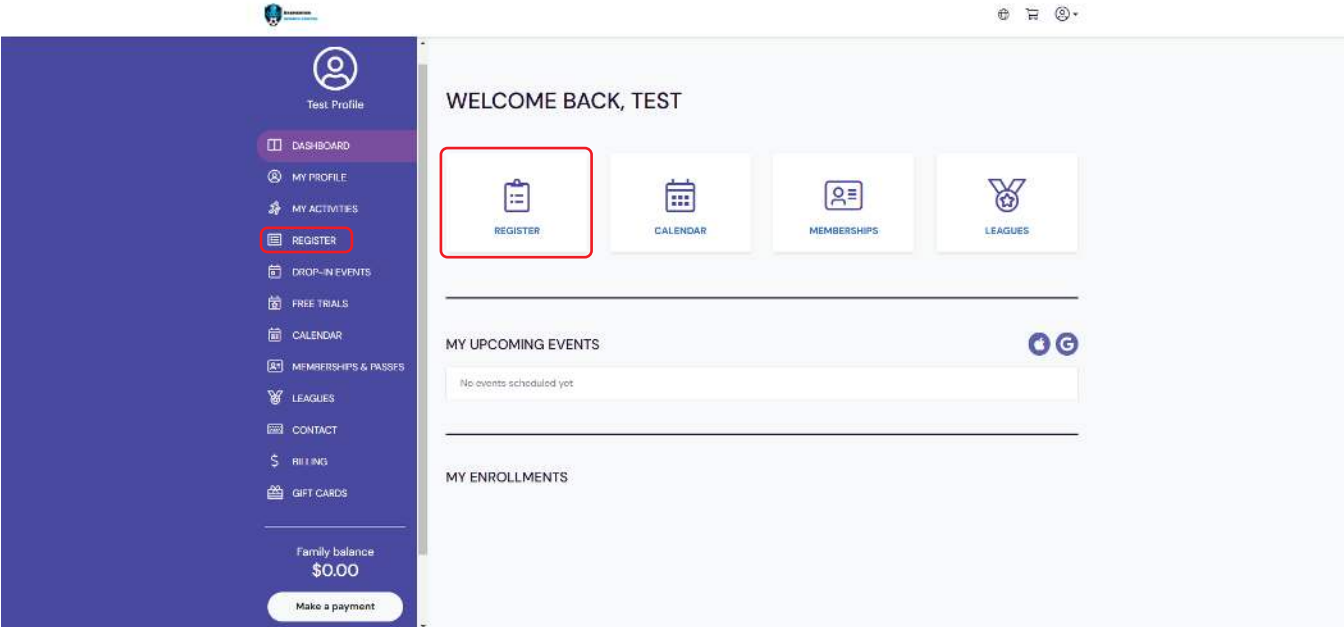 Test Profile
DASHBOARD
MY PROFILE
MY ACTIVITIES
REGISTER
DROP-IN EVENTS
FREE TRIALS
CALENDAR
MEMBERSHIPS & PASSES
LEAGUES
CONTACT
BILLING
GIFT CARDS
Family balance
$0.00
Make a payment
WELCOME BACK, TEST
REGISTER
CALENDAR
MEMBERSHIPS
LEAGUES
MY UPCOMING EVENTS
No events scheduled yet
MY ENROLLMENTS